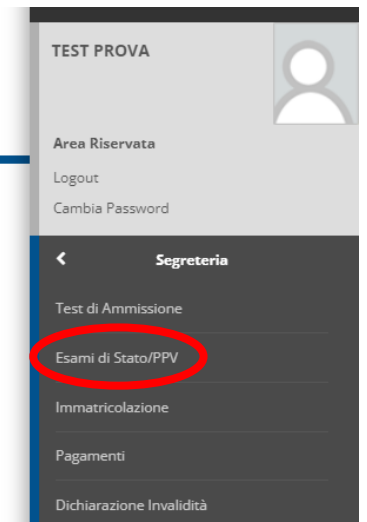 TEST PROVA
Area Riservata
Logout
Cambia Password
Segreteria
Test di Ammissione
Esami di Stato/PPV
Immatricolazione
Pagamenti
Dichiarazione Invalidità